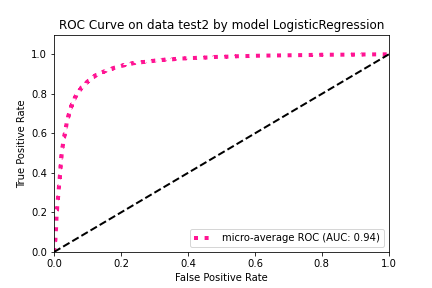 ROC Curve on data test2 by model LogisticRegression
True Positive Rate
1.0
0.8
0.6
0.4
0.2
0.0
micro-average ROC (AUC: 0.94)
0.0 0.2 0.4 0.6 0.8 1.0
False Positive Rate